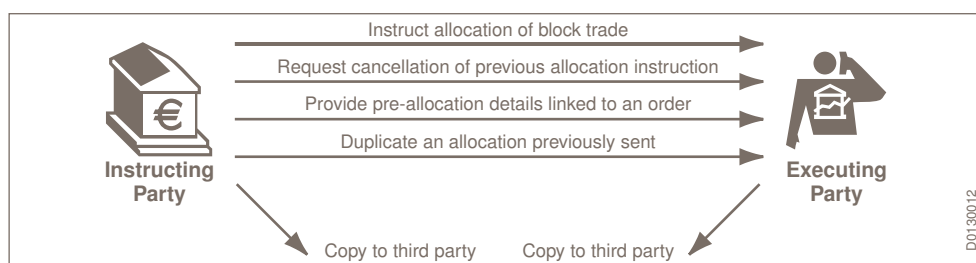 Instruct allocation of block trade
Request cancellation of previous allocation instruction
Provide pre-allocation details linked to an order
Duplicate an allocation previously sent
€
Instructing
Party
Executing
Party
Copy to third party
Copy to third party
D0130012